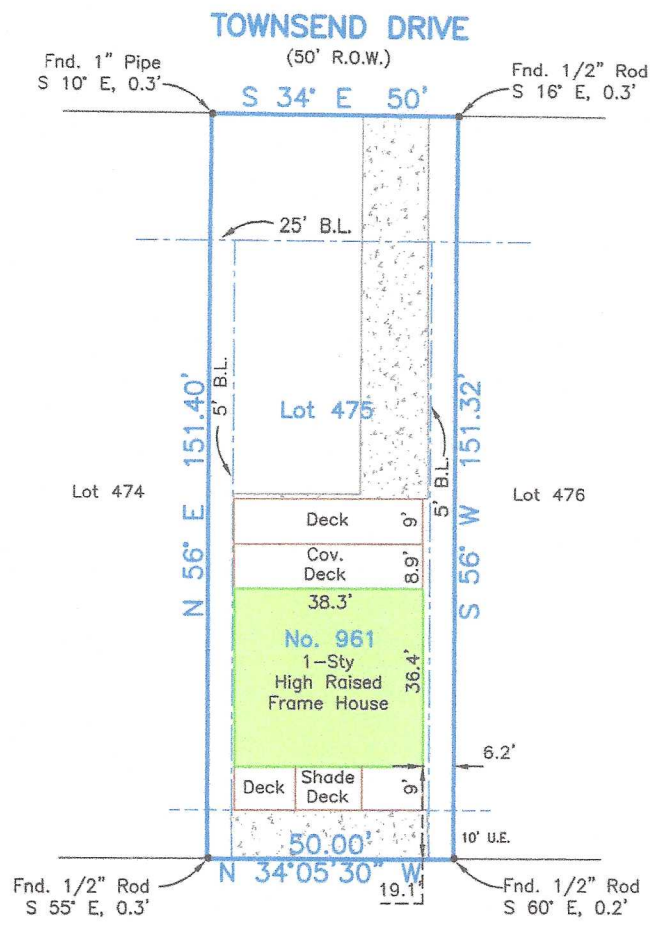 TOWNSEND DRIVE
(50' R.O.W.)
Fnd. 1" Pipe
S 10° E, 0.3'
Fnd. 1/2" Rod
S 16° E, 0.3'
S 34° E 50'
25' B.L.
5' B.L.
N 56° E 151.40'
Lot 475
S 56° W 151.32'
5' B.L.
Lot 474
Lot 476
Deck
9'
Cov.
Deck
8.9'
38.3'
No. 961
1-Sty
High Raised
Frame House
36.4'
6.2'
Deck
Shade
Deck
9'
10' U.E.
50.00'
N 34°05'30" W
19.1'
Fnd. 1/2" Rod
S 55° E, 0.3'
Fnd. 1/2" Rod
S 60° E, 0.2'